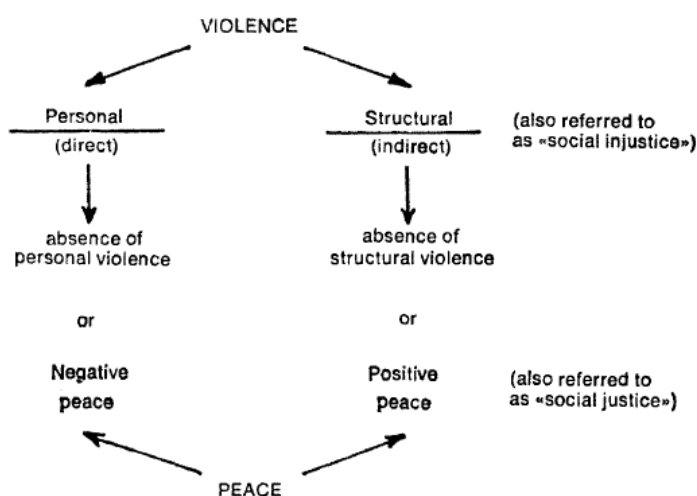 VIOLENCE
Personal
(direct)
Structural
(indirect)
(also referred to
as «social injustice»)
absence of
personal violence
absence of
structural violence
or
or
Negative
peace
Positive
peace
(also referred to
as «social justice»)
PEACE